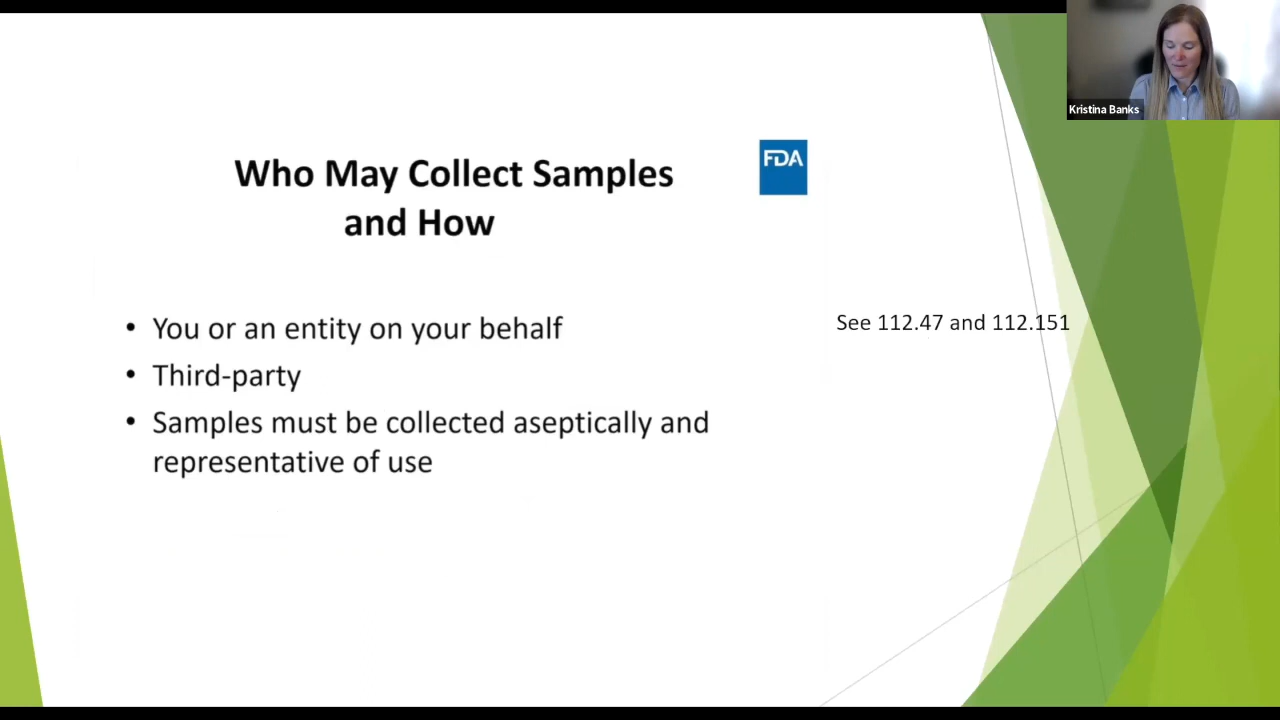 Kristina Banks
FDA
Who May Collect Samples
and How
• You or an entity on your behalf
• Third-party
• Samples must be collected aseptically and
representative of use
See 112.47 and 112.151